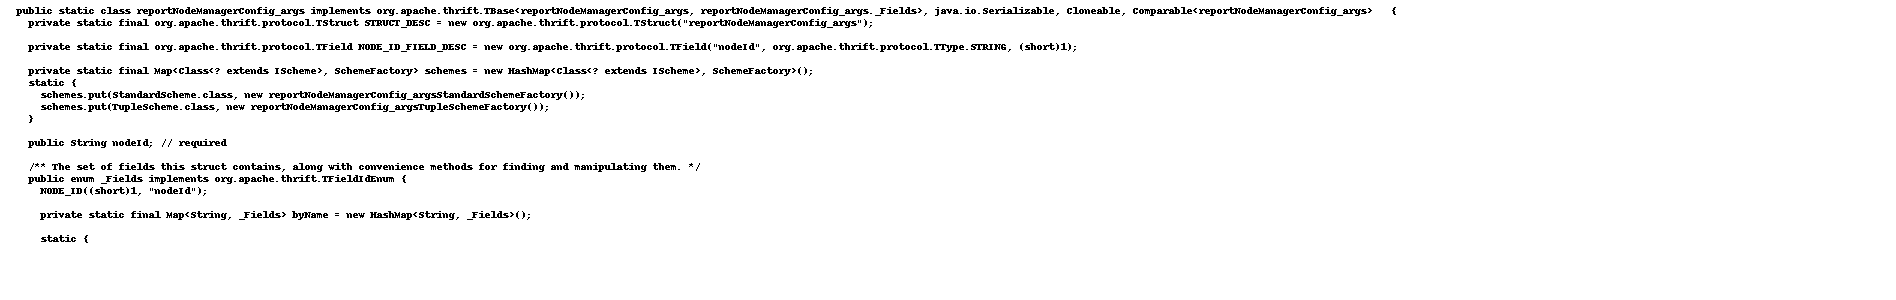 public static class reportNodeManagerConfig_args implements org.apache.thrift.TBase<reportNodeManagerConfig_args, reportNodeManagerConfig_args._Fields>, java.io.Serializable, Cloneable, Comparable<reportNodeManagerConfig_args>   {
private static final org.apache.thrift.protocol.TStruct STRUCT_DESC = new org.apache.thrift.protocol.TStruct("reportNodeManagerConfig_args");
private static final org.apache.thrift.protocol.TField NODE_ID_FIELD_DESC = new org.apache.thrift.protocol.TField("nodeId", org.apache.thrift.protocol.TType.STRING, (short)1);
private static final Map<Class<? extends IScheme>, SchemeFactory> schemes = new HashMap<Class<? extends IScheme>, SchemeFactory>();
static {
schemes.put(StandardScheme.class, new reportNodeManagerConfig_argsStandardSchemeFactory());
schemes.put(TupleScheme.class, new reportNodeManagerConfig_argsTupleSchemeFactory());
}
public String nodeId; // required
/** The set of fields this struct contains, along with convenience methods for finding and manipulating them. */
public enum _Fields implements org.apache.thrift.TFieldIdEnum {
NODE_ID((short)1, "nodeId");
private static final Map<String, _Fields> byName = new HashMap<String, _Fields>();
static {